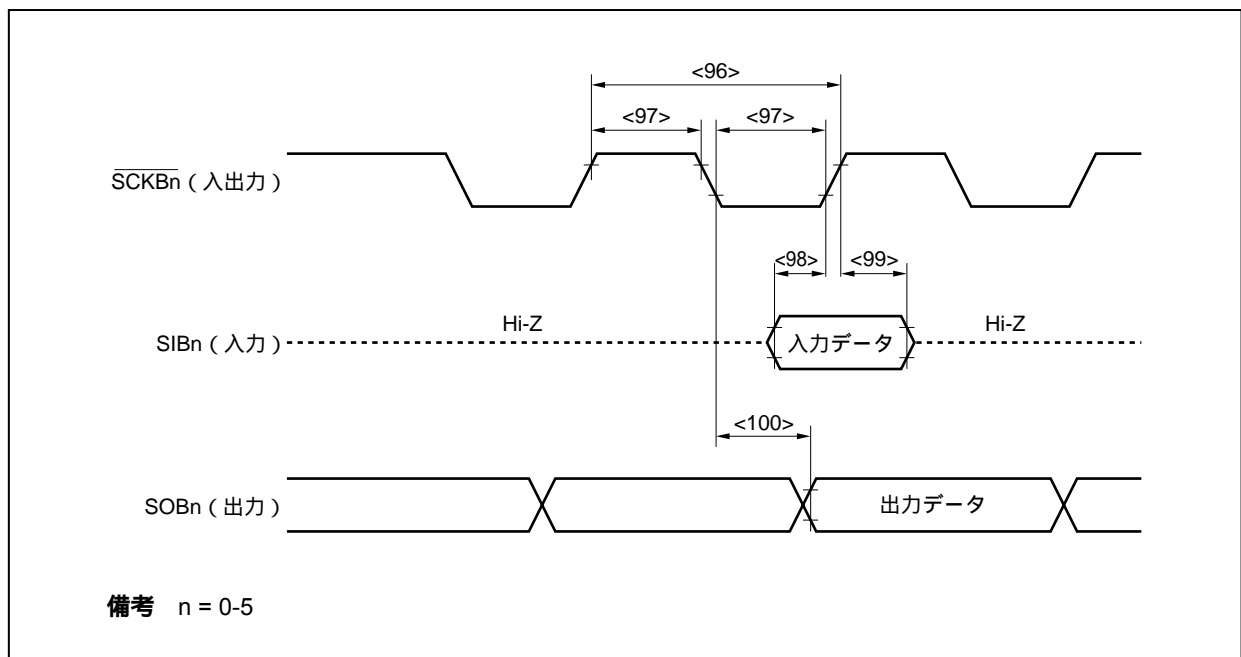 <96>
<97> <97>
SCKBn（入出力）
<98> <99>
Hi-Z Hi-Z
SIBn（入力） 入力データ
<100>
SOBn（出力） 出力データ
備考 n = 0-5